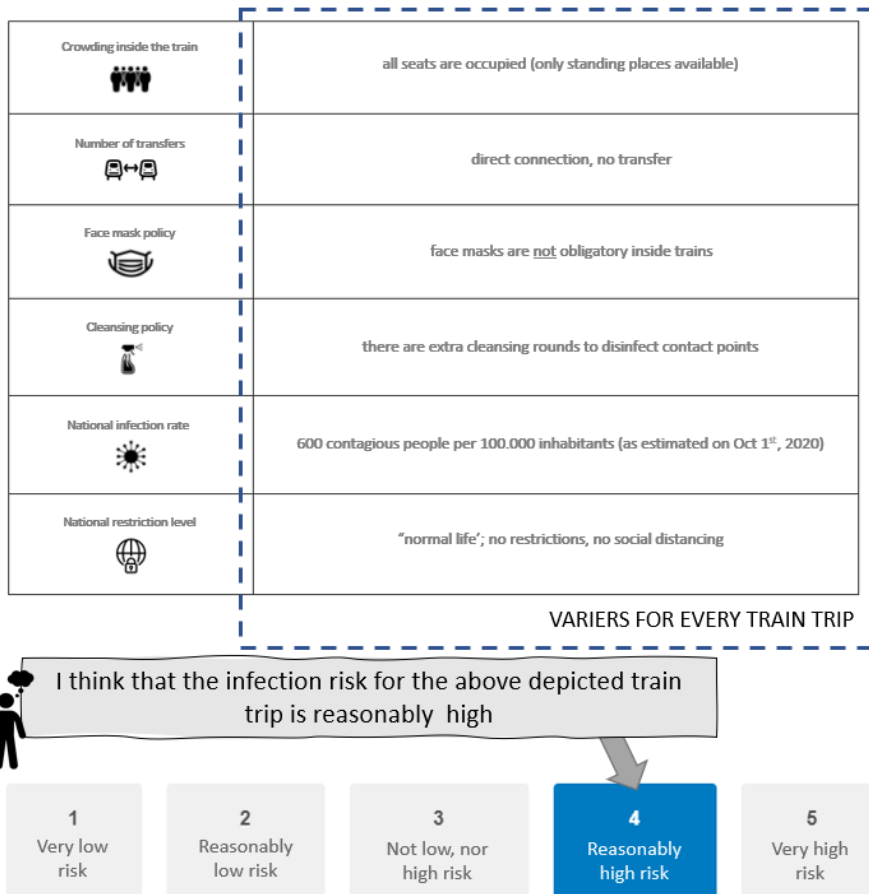 Crowding inside the train
all seats are occupied (only standing places available)
Number of transfers
direct connection, no transfer
Face mask policy
face masks are not obligatory inside trains
Cleansing policy
there are extra cleansing rounds to disinfect contact points
National infection rate
600 contagious people per 100.000 inhabitants (as estimated on Oct 1st, 2020)
National restriction level
"normal life'; no restrictions, no social distancing
VARIERS FOR EVERY TRAIN TRIP
I think that the infection risk for the above depicted train
trip is reasonably high
1
Very low
risk
2
Reasonably
low risk
3
Not low, nor
high risk
4
Reasonably
high risk
5
Very high
risk